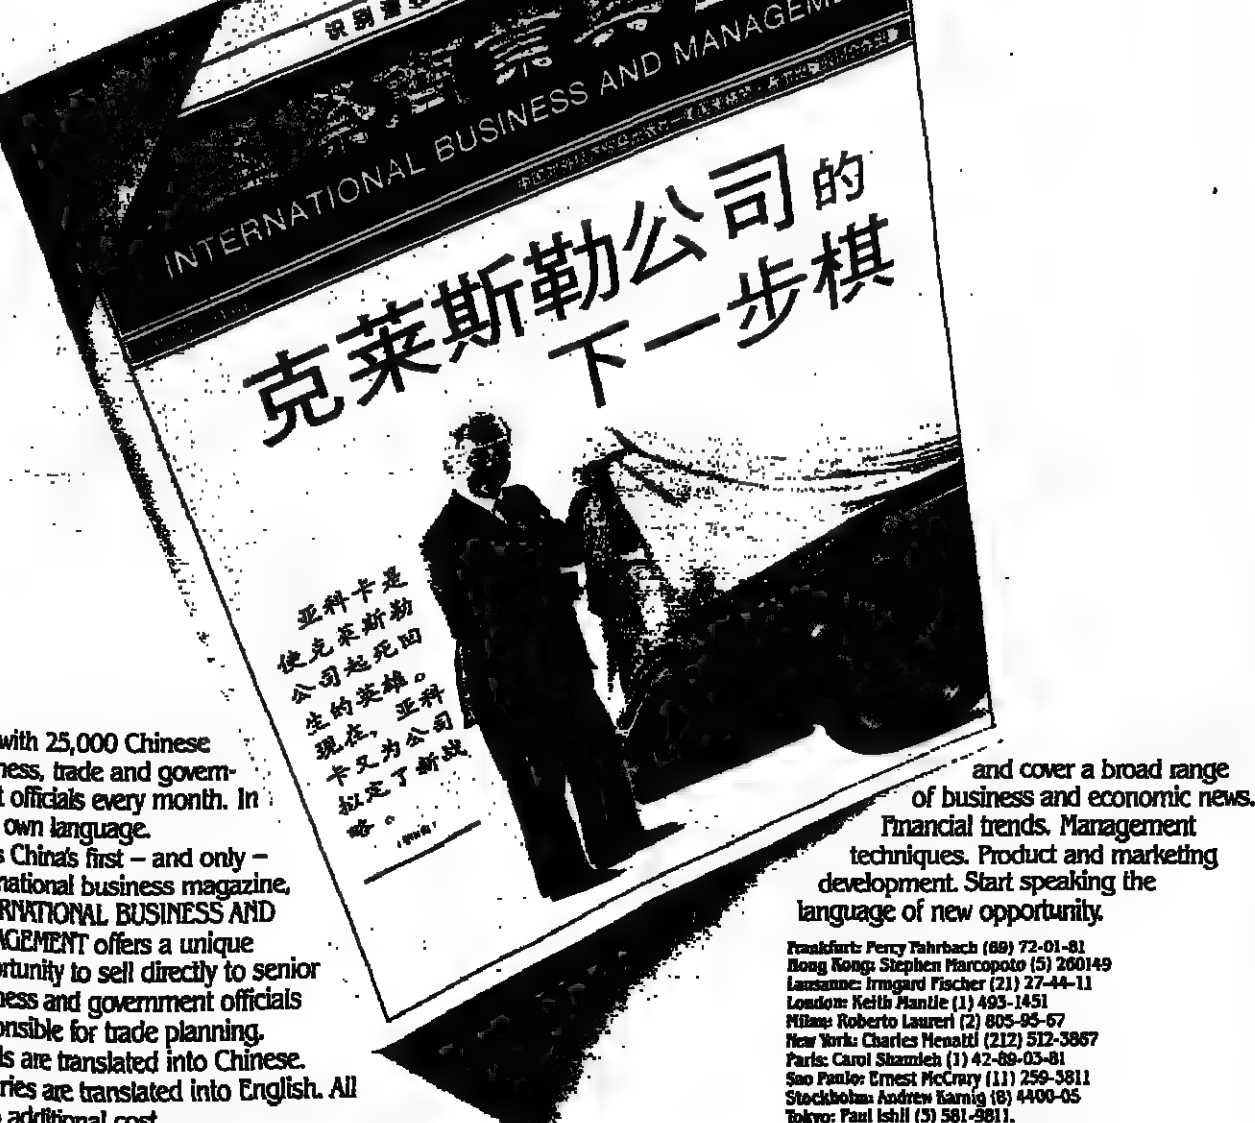 识别
INTERNATIONAL BUSINESS AND
克莱斯勒公司的
下一步棋
亚科卡是
使克莱斯勒
公司起死回
生的英雄。
现在，亚科
卡又为公司
拟定了新战
略。
with 25,000 Chinese
ness, trade and govern-
t officials every month. In
own language.
s China's first – and only –
national business magazine,
RNATIONAL BUSINESS AND
AGEMENT offers a unique
ortunity to sell directly to senior
ness and government officials
onsible for trade planning.
ls are translated into Chinese.
ries are translated into English. All
additional cost
and cover a broad range
of business and economic news.
Financial trends. Management
techniques. Product and marketing
development. Start speaking the
language of new opportunity.
Frankfurt: Percy Fahrbach (69) 72-01-81
Hong Kong: Stephen Marcopoto (5) 260149
Lausanne: Irmgard Fischer (21) 27-44-11
London: Keith Mantle (1) 493-1451
Milan: Roberto Laureri (2) 805-95-67
New York: Charles Menatti (212) 512-3867
Paris: Carol Shamieh (1) 42-89-03-81
Sao Paulo: Ernest McCrary (11) 259-3811
Stockholm: Andrew Karnig (8) 4400-05
Tokyo: Paul Ishii (3) 581-9811.